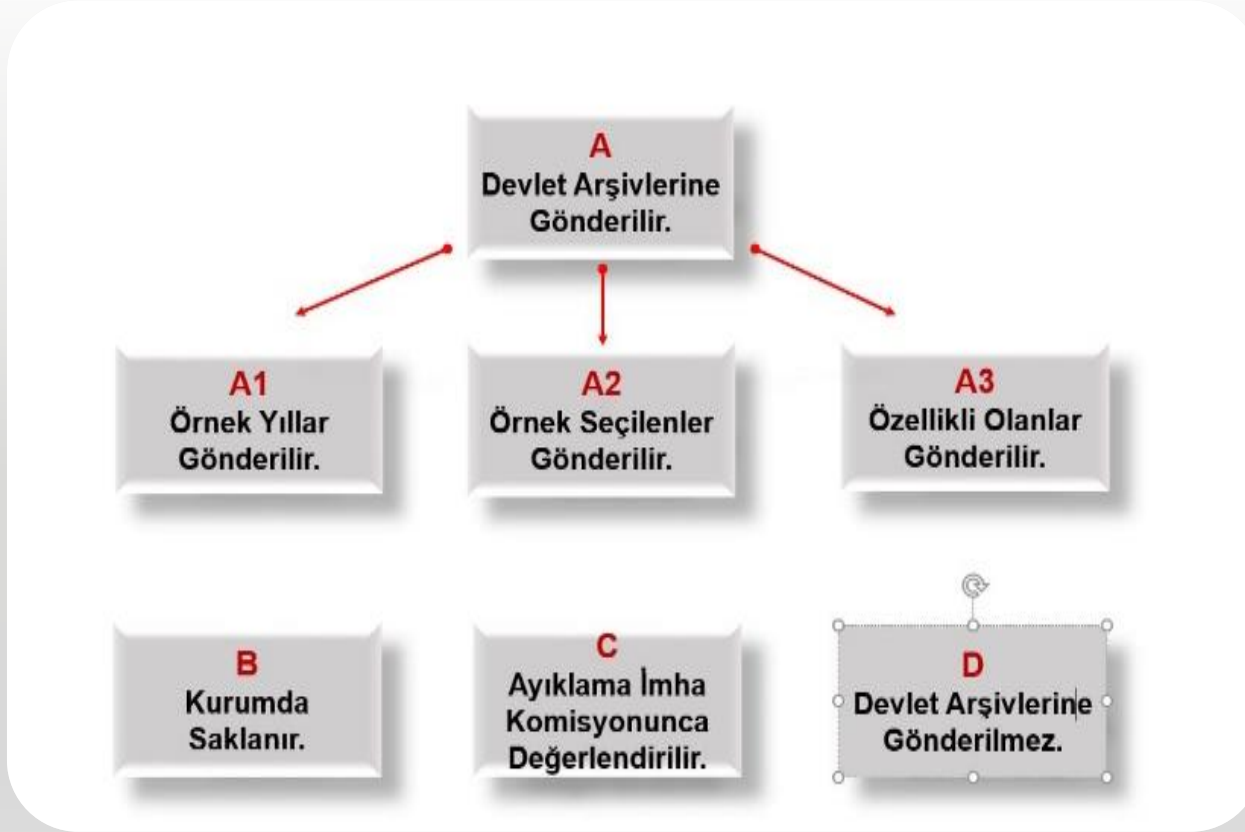 A
Devlet Arşivlerine
Gönderilir.
A1
Örnek Yıllar
Gönderilir.
A2
Örnek Seçilenler
Gönderilir.
A3
Özellikli Olanlar
Gönderilir.
B
Kurumda
Saklanır.
C
Ayıklama İmha
Komisyonunca
Değerlendirilir.
D
Devlet Arşivlerine
Gönderilmez.